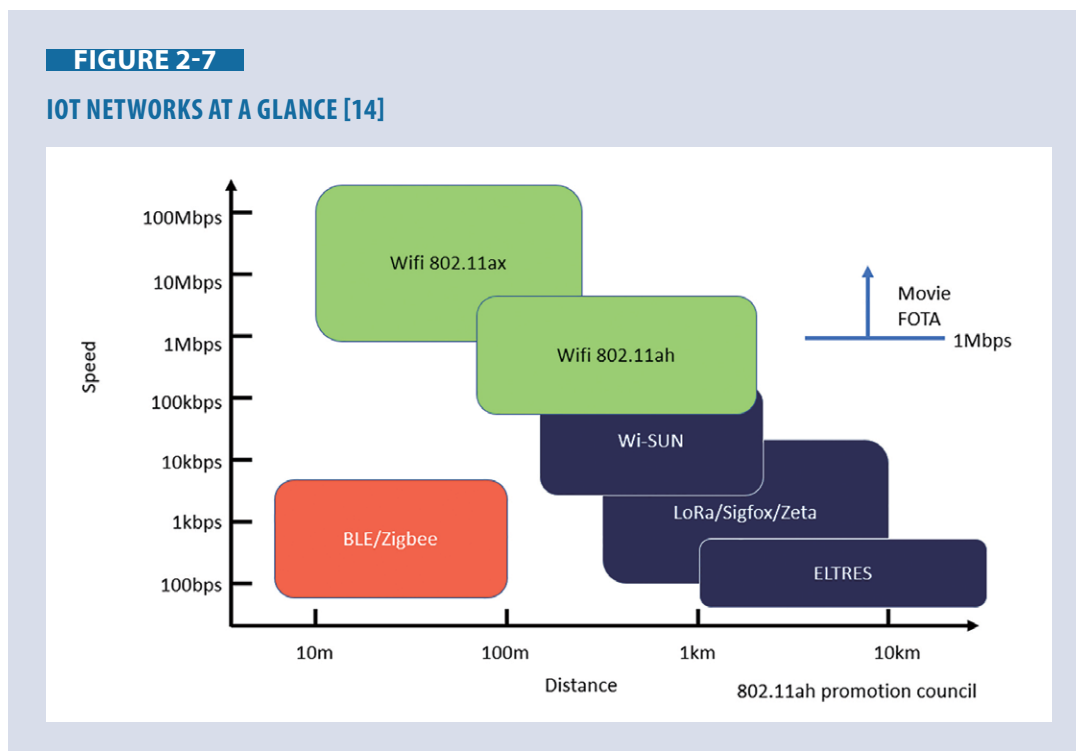 FIGURE 2-7
IOT NETWORKS AT A GLANCE [14]
100Mbps
10Mbps
1Mbps
100kbps
10kbps
1kbps
100bps
Speed
Wifi 802.11ax
Wifi 802.11ah
Wi-SUN
LoRa/Sigfox/Zeta
BLE/Zigbee
ELTRES
Movie
FOTA
1Mbps
10m
100m
1km
10km
Distance
802.11ah promotion council